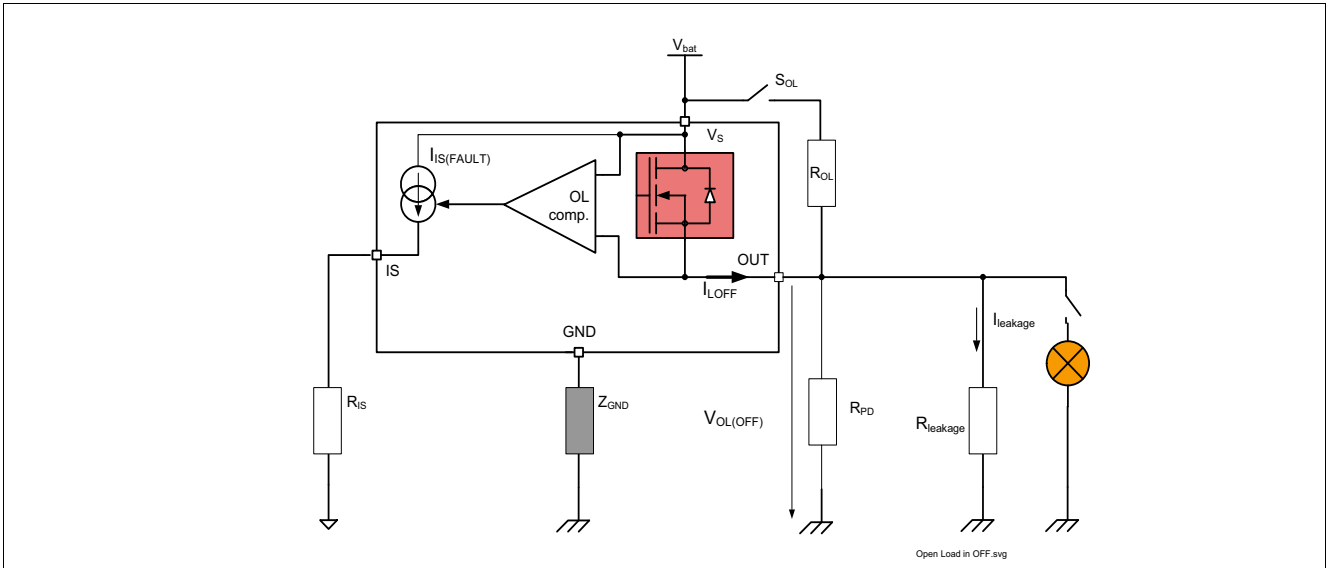 Vbat
SOL
VS
IIS(FAULT)
ROL
OL
comp.
OUT
IS
ILOFF
GND
Ileakage
RIS
ZGND
VOL(OFF)
RPD
Rleakage
Open Load in OFF.svg